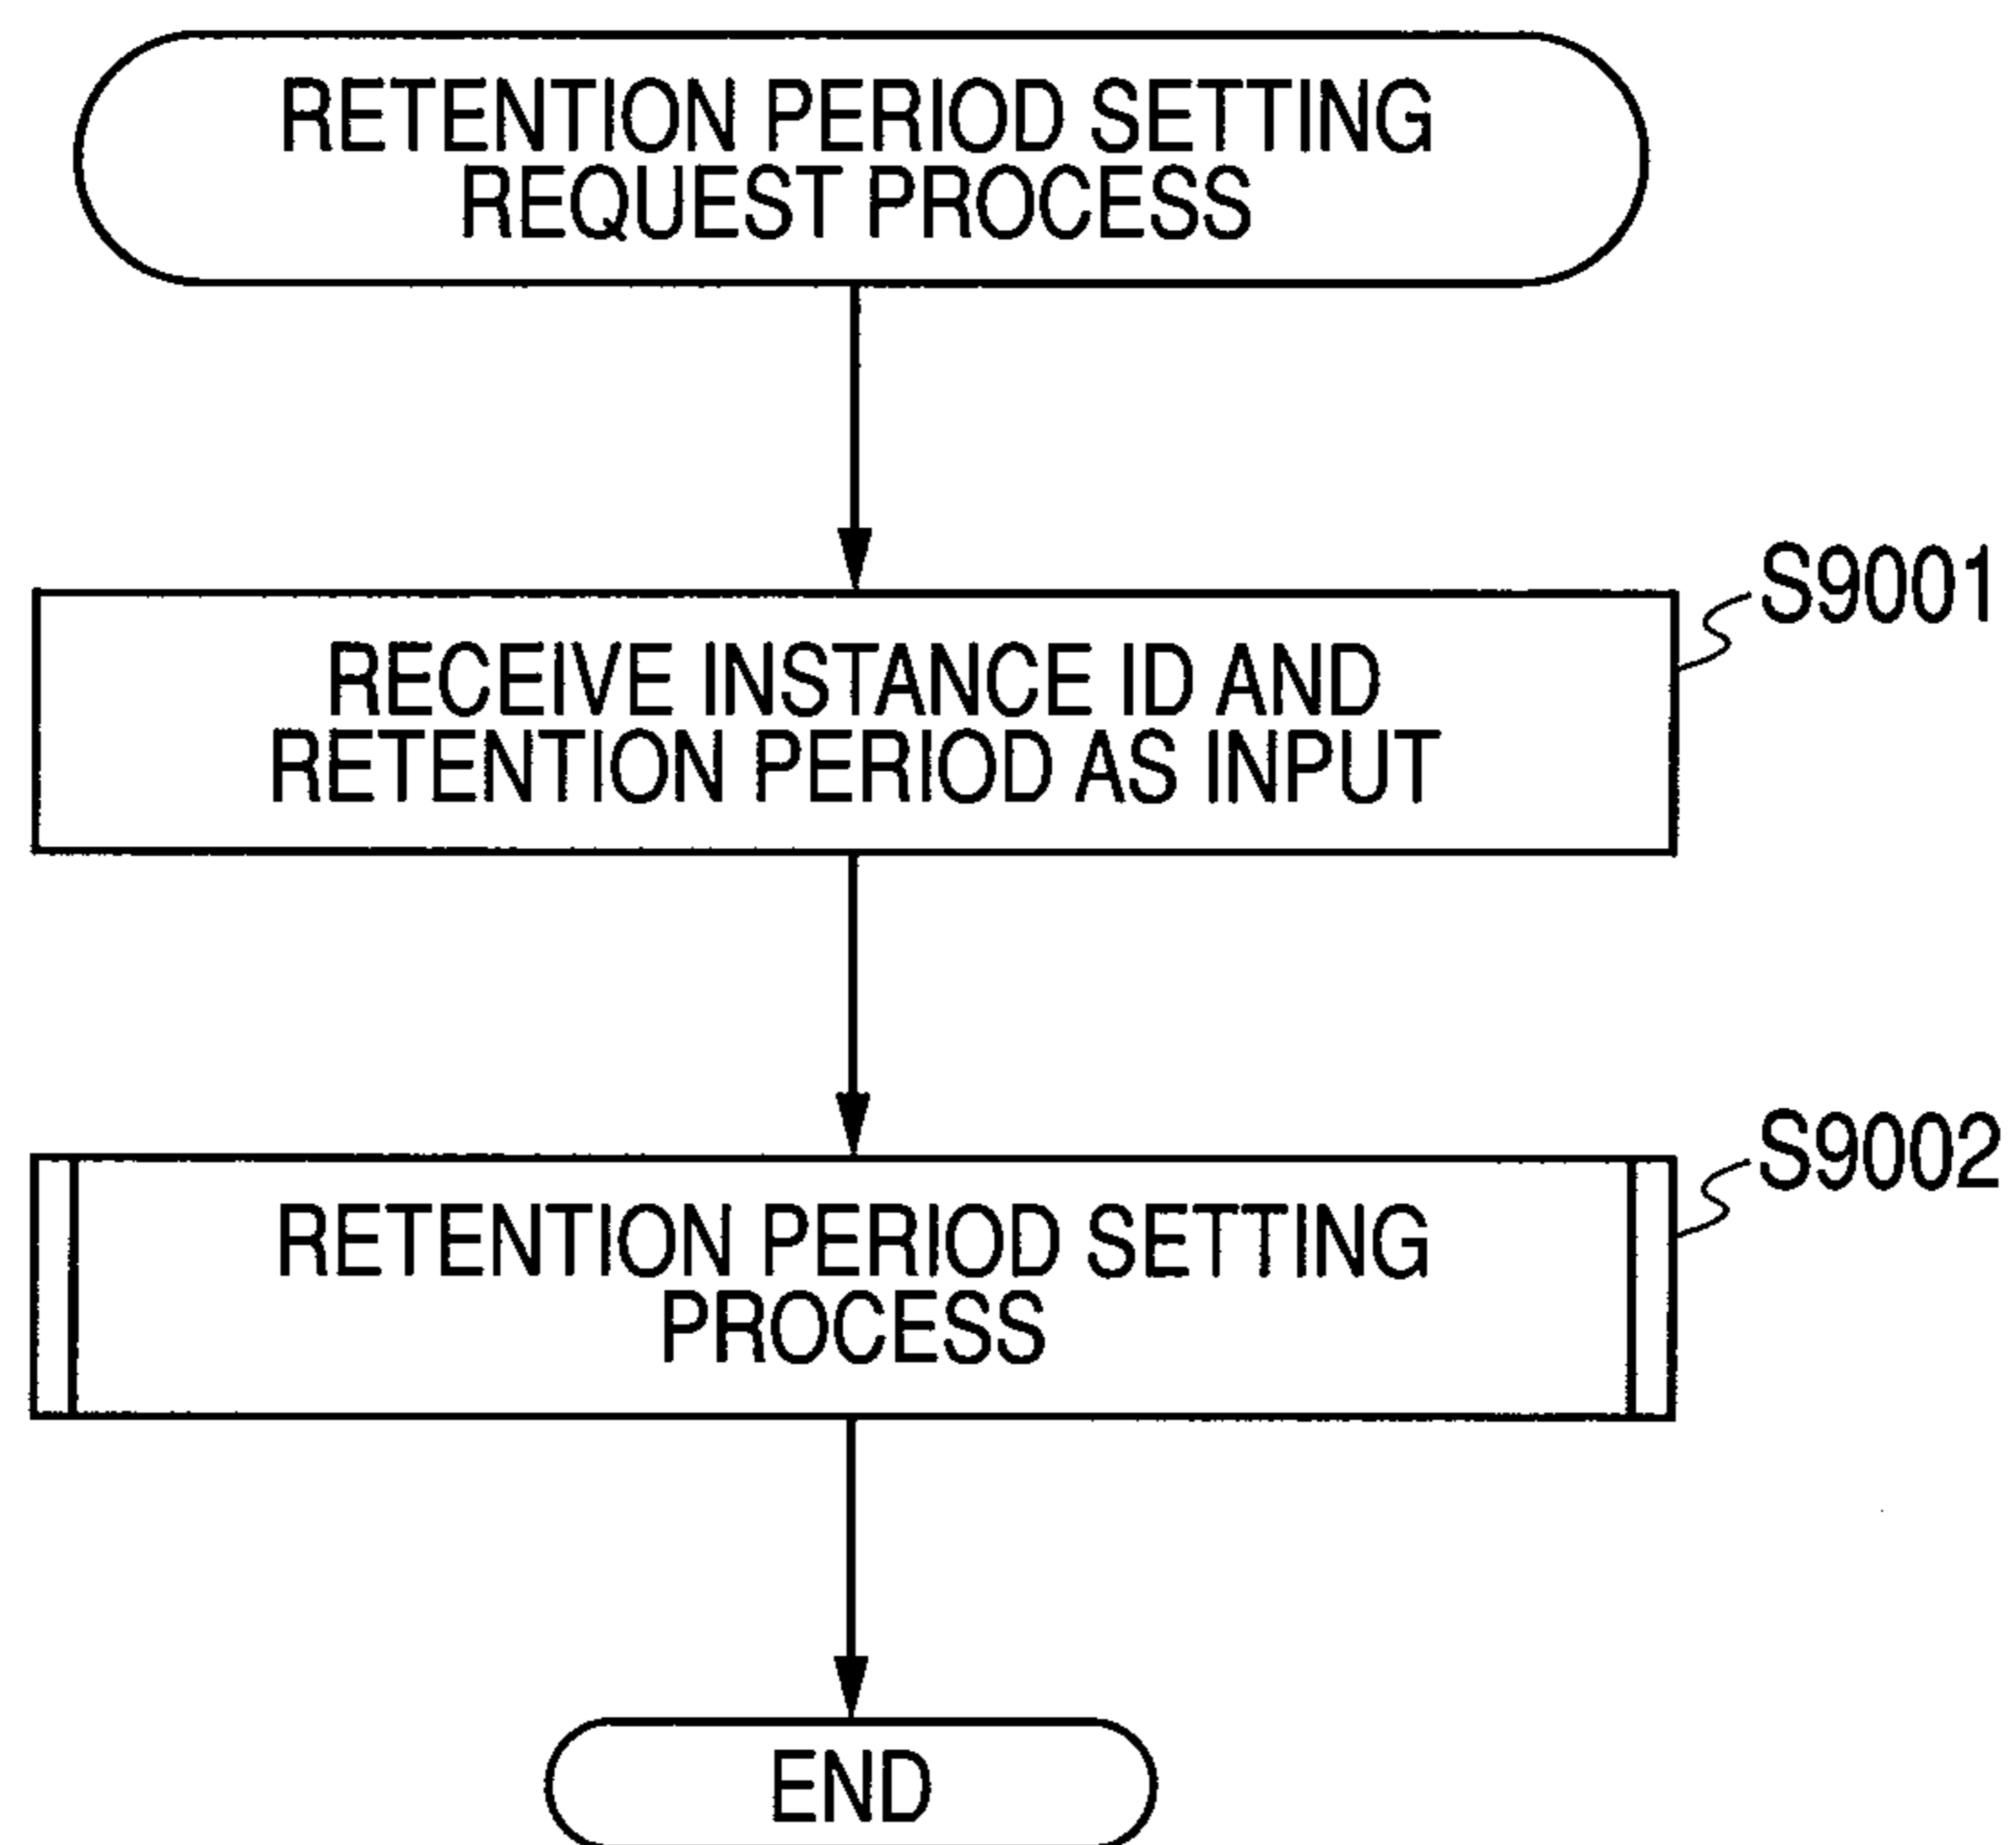 RETENTION PERIOD SETTING
REQUEST PROCESS
S9001
RECEIVE INSTANCE ID AND
RETENTION PERIOD AS INPUT
S9002
RETENTION PERIOD SETTING
PROCESS
END